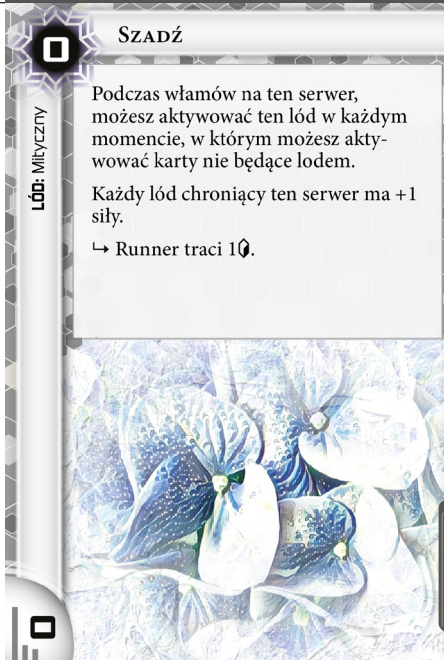 0
Szadź
LÓD: Mityczny
Podczas włamów na ten serwer,
możesz aktywować ten lód w każdym
momencie, w którym możesz akty-
wować karty nie będące lodem.
Każdy lód chroniący ten serwer ma +1
siły.
↳ Runner traci 1.
0